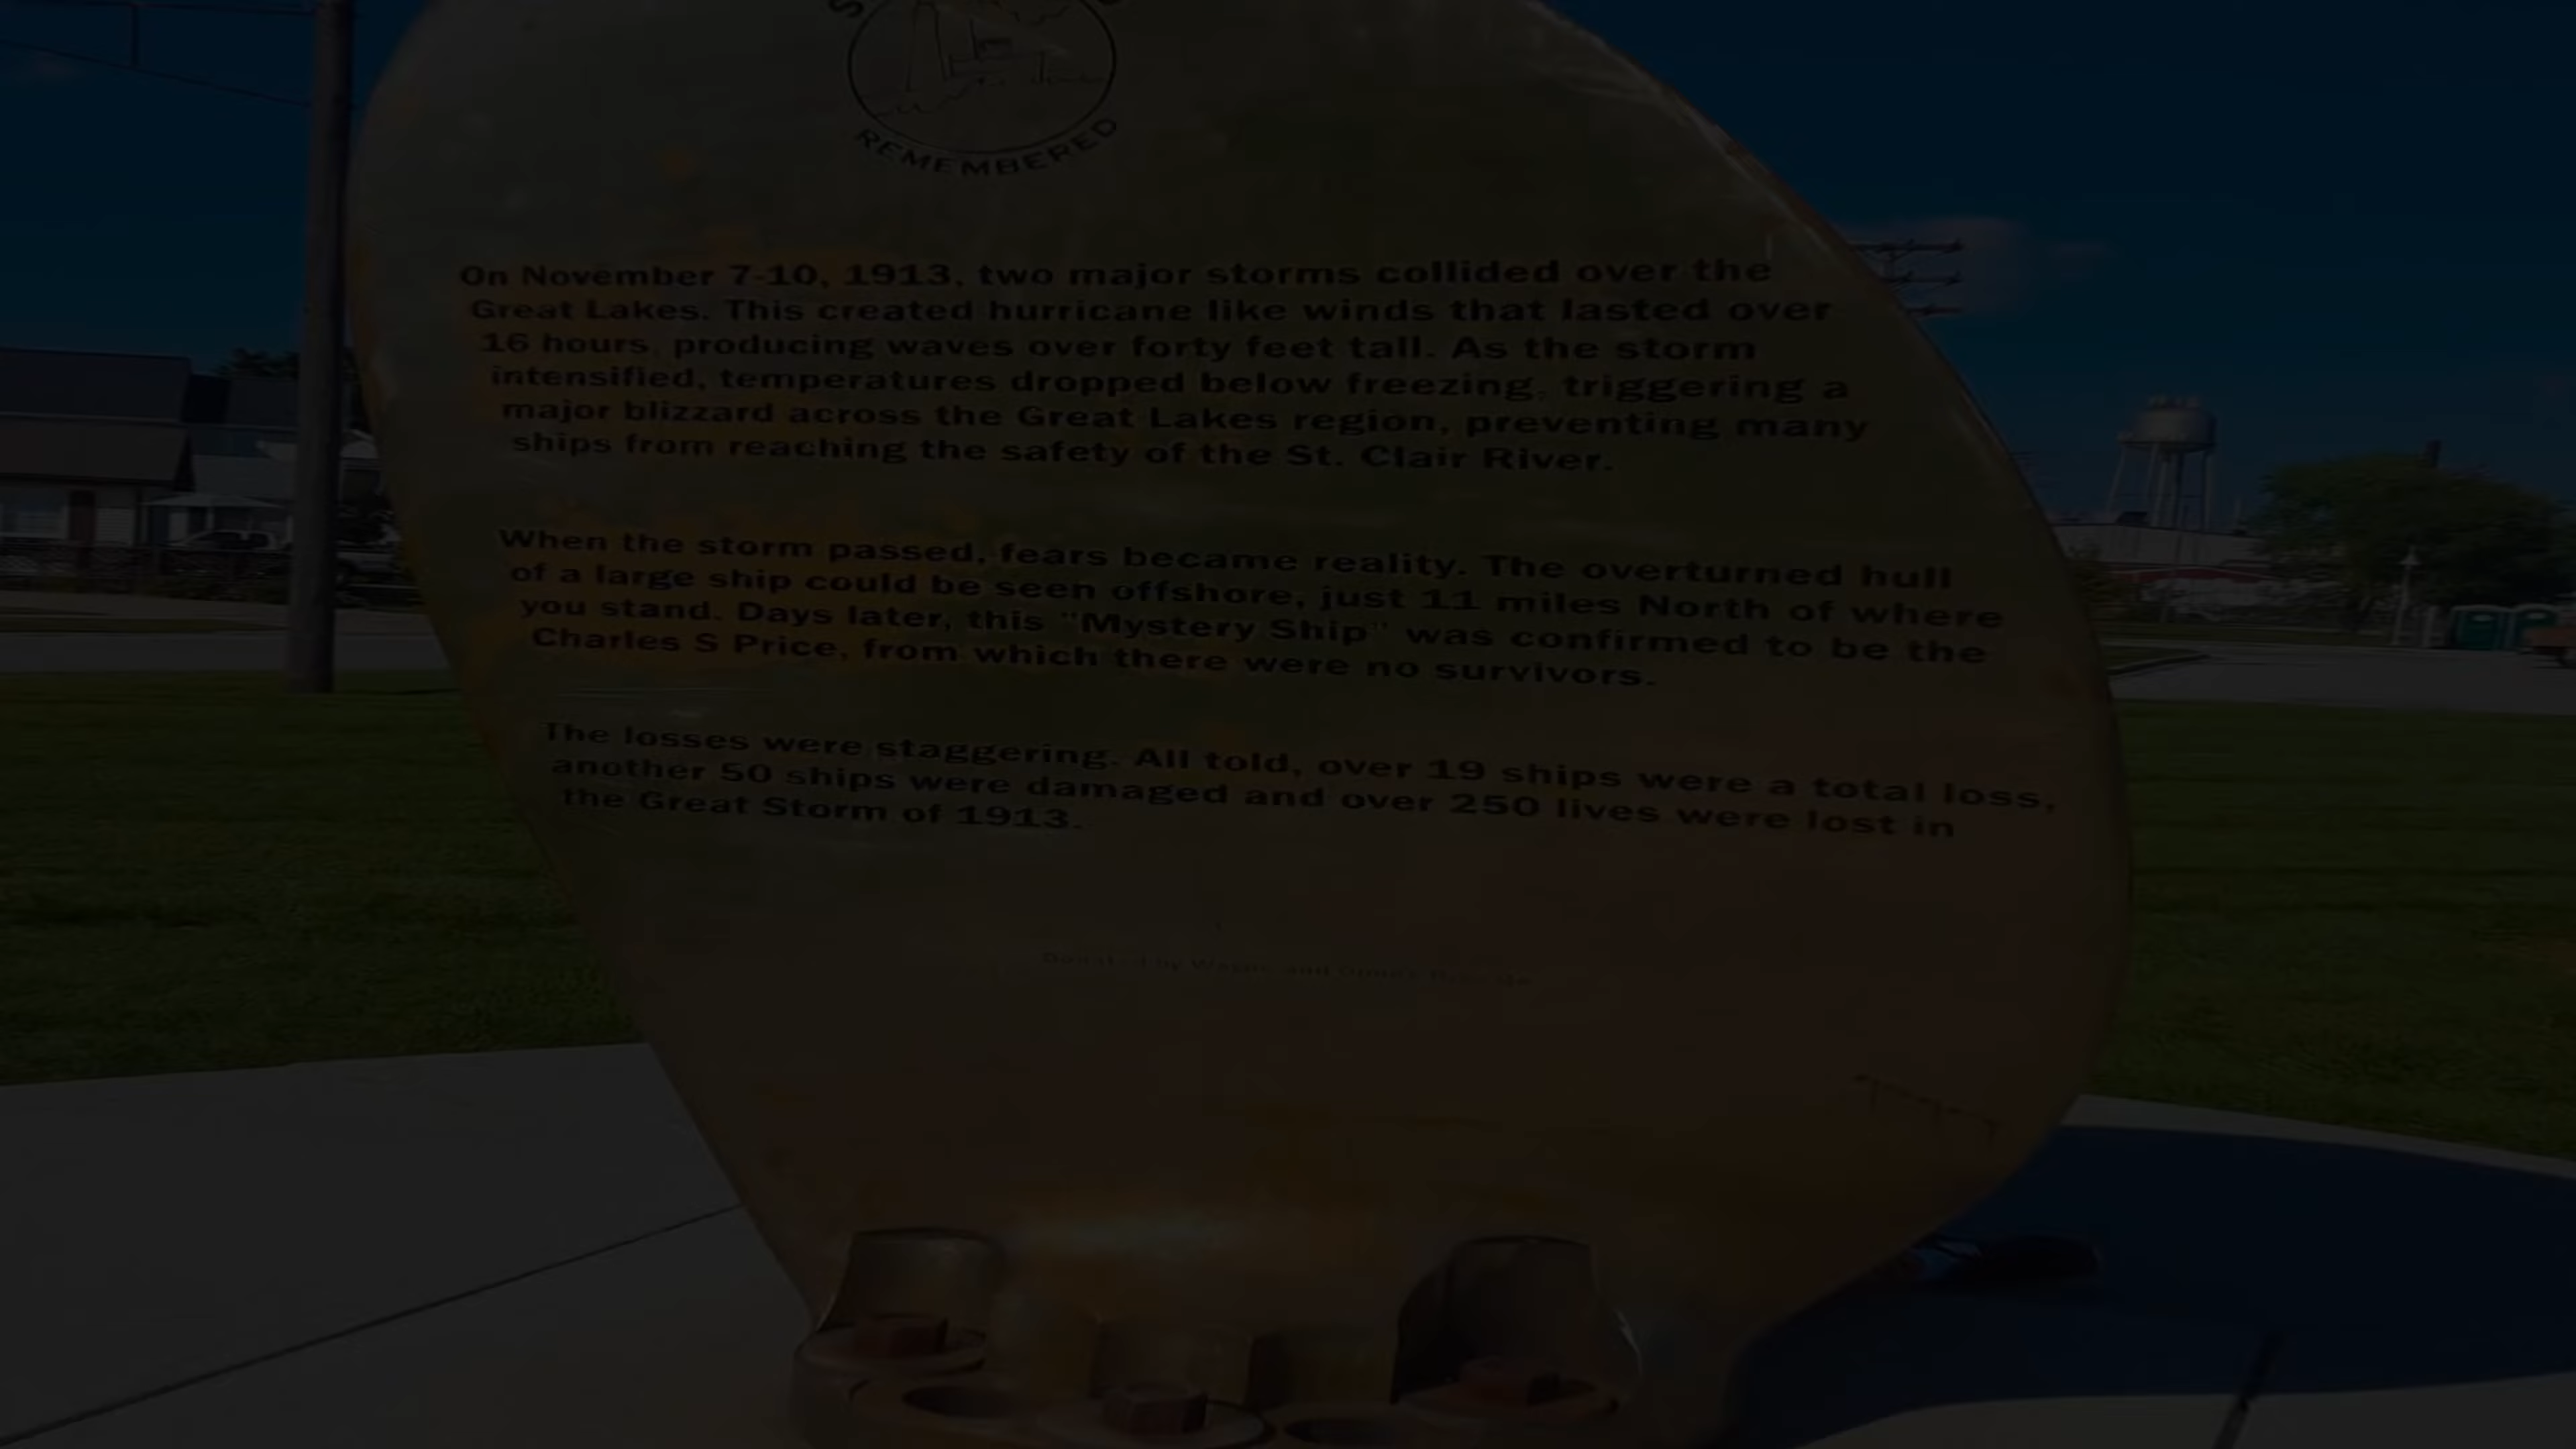 REMEMBERED
On November 7-10, 1913, two major storms collided over the
Great Lakes. This created hurricane like winds that lasted over
16 hours, producing waves over forty feet tall. As the storm
intensified, temperatures dropped below freezing, triggering a
major blizzard across the Great Lakes region, preventing many
ships from reaching the safety of the St. Clair River.
When the storm passed, fears became reality. The overturned hull
of a large ship could be seen offshore, just 11 miles North of where
you stand. Days later, this "Mystery Ship" was confirmed to be the
Charles S Price, from which there were no survivors.
The losses were staggering. All told, over 19 ships were a total loss,
another 50 ships were damaged and over 250 lives were lost in
the Great Storm of 1913.
by Wayne and